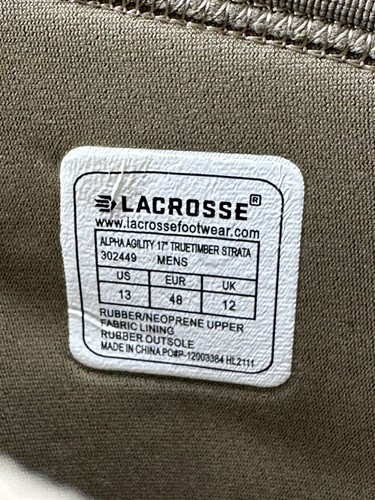 LACROSSE®
www.lacrossefootwear.com
ALPHA AGILITY 17" TRUETIMBER STRATA
302449 MENS
US EUR UK
13 48 12
RUBBER/NEOPRENE UPPER
FABRIC LINING
RUBBER OUTSOLE
MADE IN CHINA PO#P-12003384 HL2111